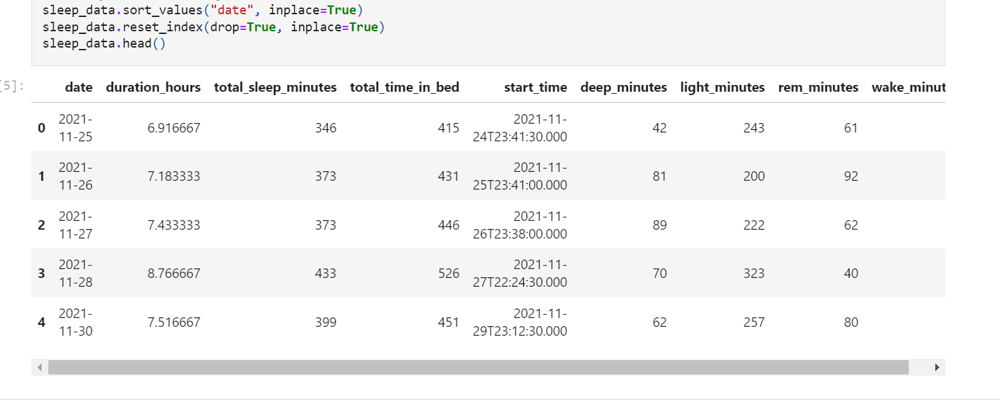 sleep_data.sort_values("date", inplace=True)
sleep_data.reset_index(drop=True, inplace=True)
sleep_data.head()
[5]:
date duration_hours total_sleep_minutes total_time_in_bed start_time deep_minutes light_minutes rem_minutes wake_minut
2021- 2021-11-
0 6.916667 346 415 42 243 61
11-25 24T23:41:30.000
2021- 2021-11-
1 7.183333 373 431 81 200 92
11-26 25T23:41:00.000
2021- 2021-11-
2 7.433333 373 446 89 222 62
11-27 26T23:38:00.000
2021- 2021-11-
3 8.766667 433 526 70 323 40
11-28 27T22:24:30.000
2021- 2021-11-
4 7.516667 399 451 62 257 80
11-30 29T23:12:30.000